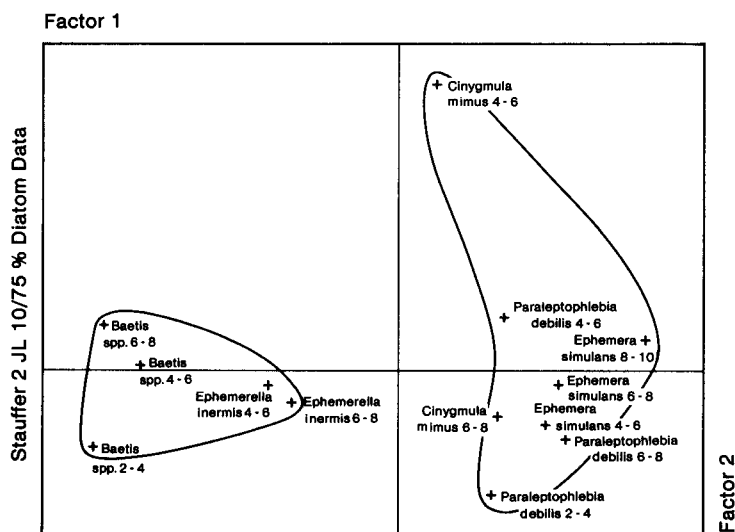 Factor 1
Stauffer 2 JL 10/75 % Diatom Data
Cinygmula
mimus 4 - 6
Paraleptophlebia
debilis 4 - 6
Ephemera
simulans 8 - 10
Baetis
spp. 6 - 8
Baetis
spp. 4 - 6
Ephemerella
inermis 4 - 6
Ephemerella
inermis 6 - 8
Baetis
spp. 2 - 4
Ephemera
simulans 6 - 8
Cinygmula
mimus 6 - 8
Ephemera
simulans 4 - 6
Paraleptophlebia
debilis 6 - 8
Paraleptophlebia
debilis 2 - 4
Factor 2